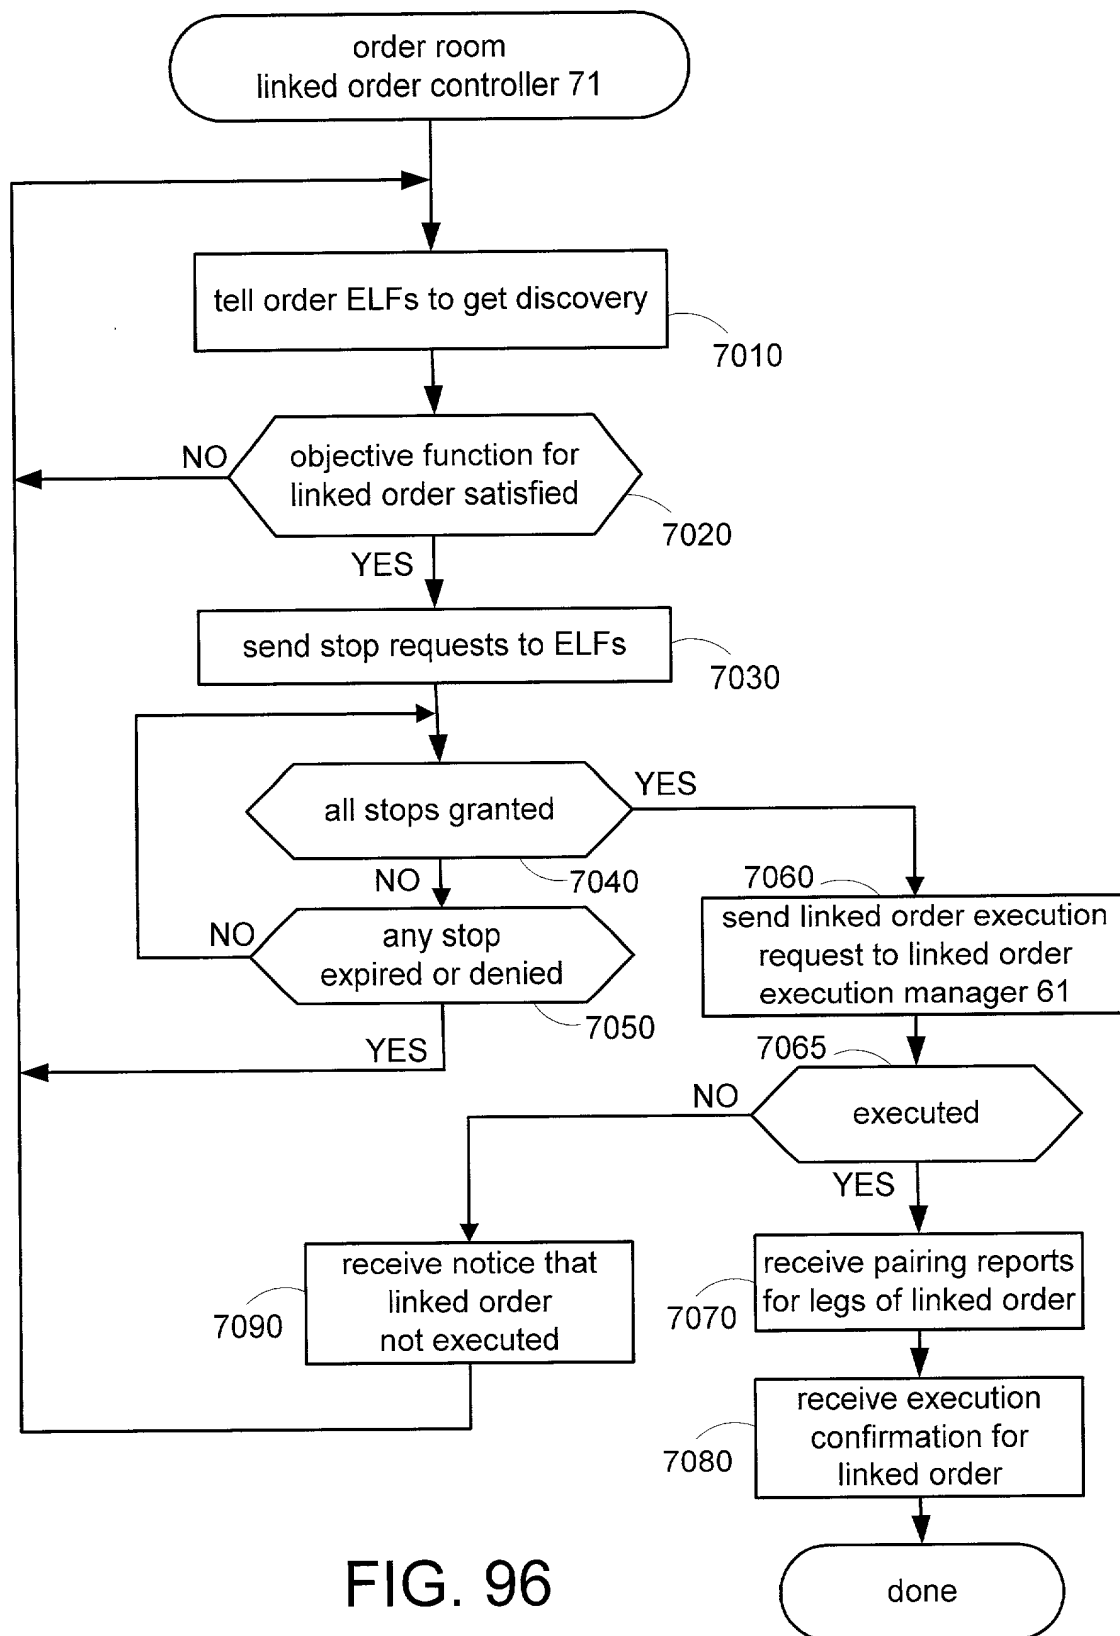 order room
linked order controller 71
tell order ELFs to get discovery
7010
NO
objective function for
linked order satisfied
7020
YES
send stop requests to ELFs
7030
all stops granted
YES
7040
NO
7060
send linked order execution
request to linked order
execution manager 61
NO
any stop
expired or denied
7050
YES
7065
NO
executed
YES
receive notice that
linked order
not executed
7090
receive pairing reports
for legs of linked order
7070
receive execution
confirmation for
linked order
7080
done
FIG. 96